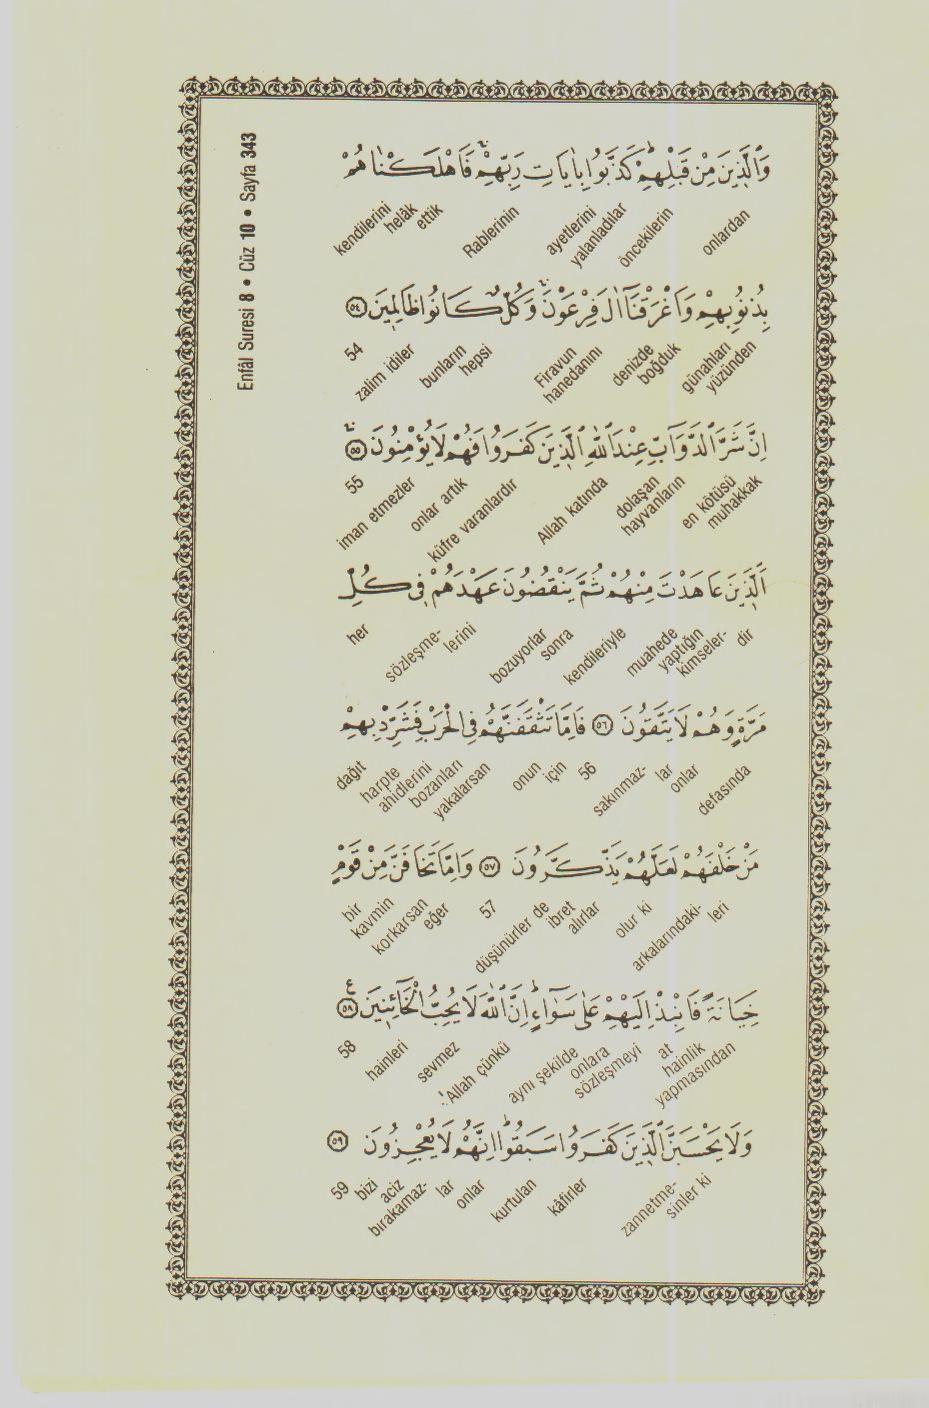 Enfâl Suresi 8 • Cüz 10 • Sayfa 343
وَالَّذِينَ مِنْ قَبْلِهِمْ كَذَّبُوا بِاٰيَاتِ رَبِّهِمْ فَاَهْلَكْنَاهُمْ
onlardan öncekilerin yalanladılar ayetlerini Rablerinin ettik helâk kendilerini
بِذُنُوبِهِمْ وَاَغْرَقْنَٓا اٰلَ فِرْعَوْنَۚ وَكُلٌّ كَانُوا ظَالِمِينَ ﴿٥٤﴾
yüzünden günahları boğduk denizde hanedanını Firavun hepsi bunların zalim idiler 54
اِنَّ شَرَّ الدَّوَٓابِّ عِنْدَ اللّٰهِ الَّذِينَ كَفَرُوا فَهُمْ لَا يُؤْمِنُونَ ﴿٥٥﴾
muhakkak en kötüsü hayvanların dolaşan Allah katında küfre varanlardır onlar artık iman etmezler 55
اَلَّذِينَ عَاهَدْتَ مِنْهُمْ ثُمَّ يَنْقُضُونَ عَهْدَهُمْ فِي كُلِّ
dir kimseler- yaptığın muahede kendileriyle sonra bozuyorlar lerini sözleşme- her
مَرَّةٍ وَهُمْ لَا يَتَّقُونَ ﴿٥٦﴾ فَاِمَّا تَثْقَفَنَّهُمْ فِي الْحَرْبِ فَشَرِّدْ بِهِمْ
defasında onlar lar sakınmaz- 56 için onun yakalarsan bozanları ahidlerini harpte dağıt
مَنْ خَلْفَهُمْ لَعَلَّهُمْ يَذَّكَّرُونَ ﴿٥٧﴾ وَاِمَّا تَخَافَنَّ مِنْ قَوْمٍ
leri arkalarındaki- olur ki alırlar ibret düşünürler de 57 eğer korkarsan kavmin bir
خِيَانَةً فَانْبِذْ اِلَيْهِمْ عَلٰى سَوَٓاءٍ اِنَّ اللّٰهَ لَا يُحِبُّ الْخَٓائِنِينَ ﴿٥٨﴾
yapmasından hainlik at sözleşmeyi onlara aynı şekilde Allah çünkü sevmez hainleri 58
وَلَا يَحْسَبَنَّ الَّذِينَ كَفَرُوا سَبَقُوا اِنَّهُمْ لَا يُعْجِزُونَ ﴿٥٩﴾
sinler ki zannetme- kâfirler kurtulan onlar lar bırakamaz- aciz bizi 59